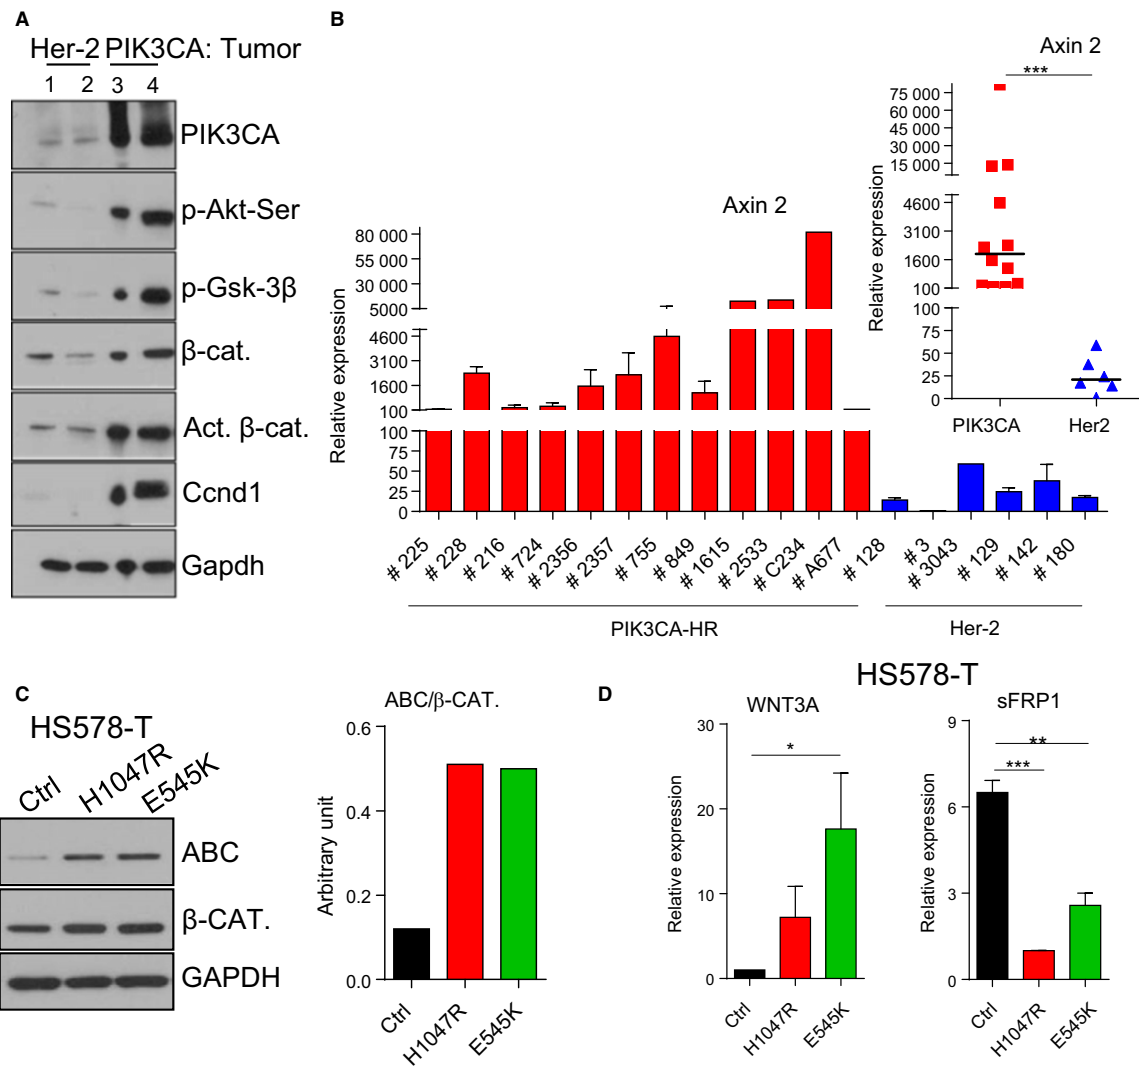 A
Her-2 PIK3CA: Tumor
1 2 3 4
PIK3CA
p-Akt-Ser
p-Gsk-3β
β-cat.
Act. β-cat.
Ccnd1
Gapdh
B
Axin 2
Relative expression
80 000
55 000
30 000
5000
4600
3100
1600
100
100
75
50
25
0
# 225
# 228
# 216
# 724
# 2356
# 2357
# 755
# 849
# 1615
# 2533
# C234
# A677
# 128
# 3
# 3043
# 129
# 142
# 180
PIK3CA-HR
Her-2
Axin 2
***
Relative expression
75 000
60 000
45 000
30 000
15 000
4600
3100
1600
100
100
75
50
25
0
PIK3CA
Her2
C
HS578-T
Ctrl
H1047R
E545K
ABC
β-CAT.
GAPDH
ABC/β-CAT.
Arbitrary unit
0.6
0.4
0.2
0.0
Ctrl
H1047R
E545K
D
HS578-T
WNT3A
*
Relative expression
30
20
10
0
Ctrl
H1047R
E545K
sFRP1
**
***
Relative expression
9
6
3
0
Ctrl
H1047R
E545K